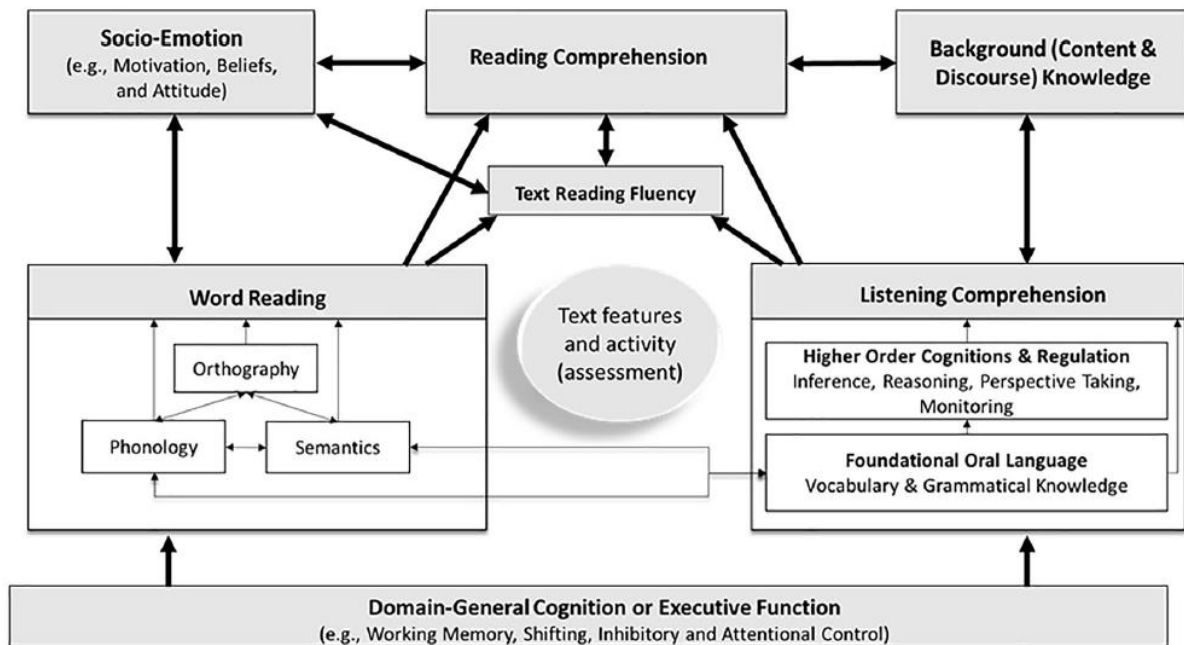 Socio-Emotion
(e.g., Motivation, Beliefs,
and Attitude)
Reading Comprehension
Background (Content &
Discourse) Knowledge
Text Reading Fluency
Word Reading
Orthography
Phonology
Semantics
Text features
and activity
(assessment)
Listening Comprehension
Higher Order Cognitions & Regulation
Inference, Reasoning, Perspective Taking,
Monitoring
Foundational Oral Language
Vocabulary & Grammatical Knowledge
Domain-General Cognition or Executive Function
(e.g., Working Memory, Shifting, Inhibitory and Attentional Control)